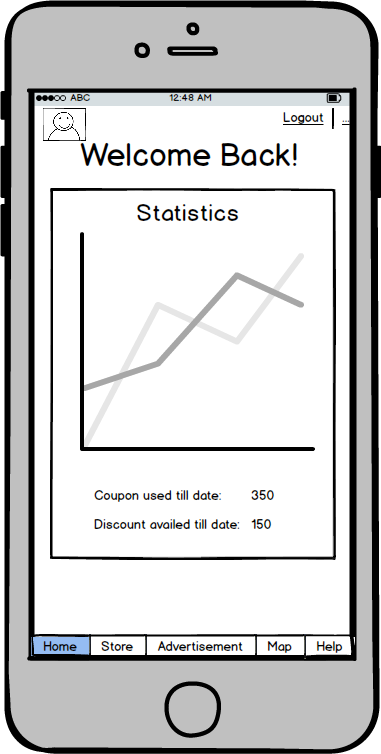 ABC 12:48 AM
Logout ...
Welcome Back!
Statistics
Coupon used till date: 350
Discount availed till date: 150
Home Store Advertisement Map Help